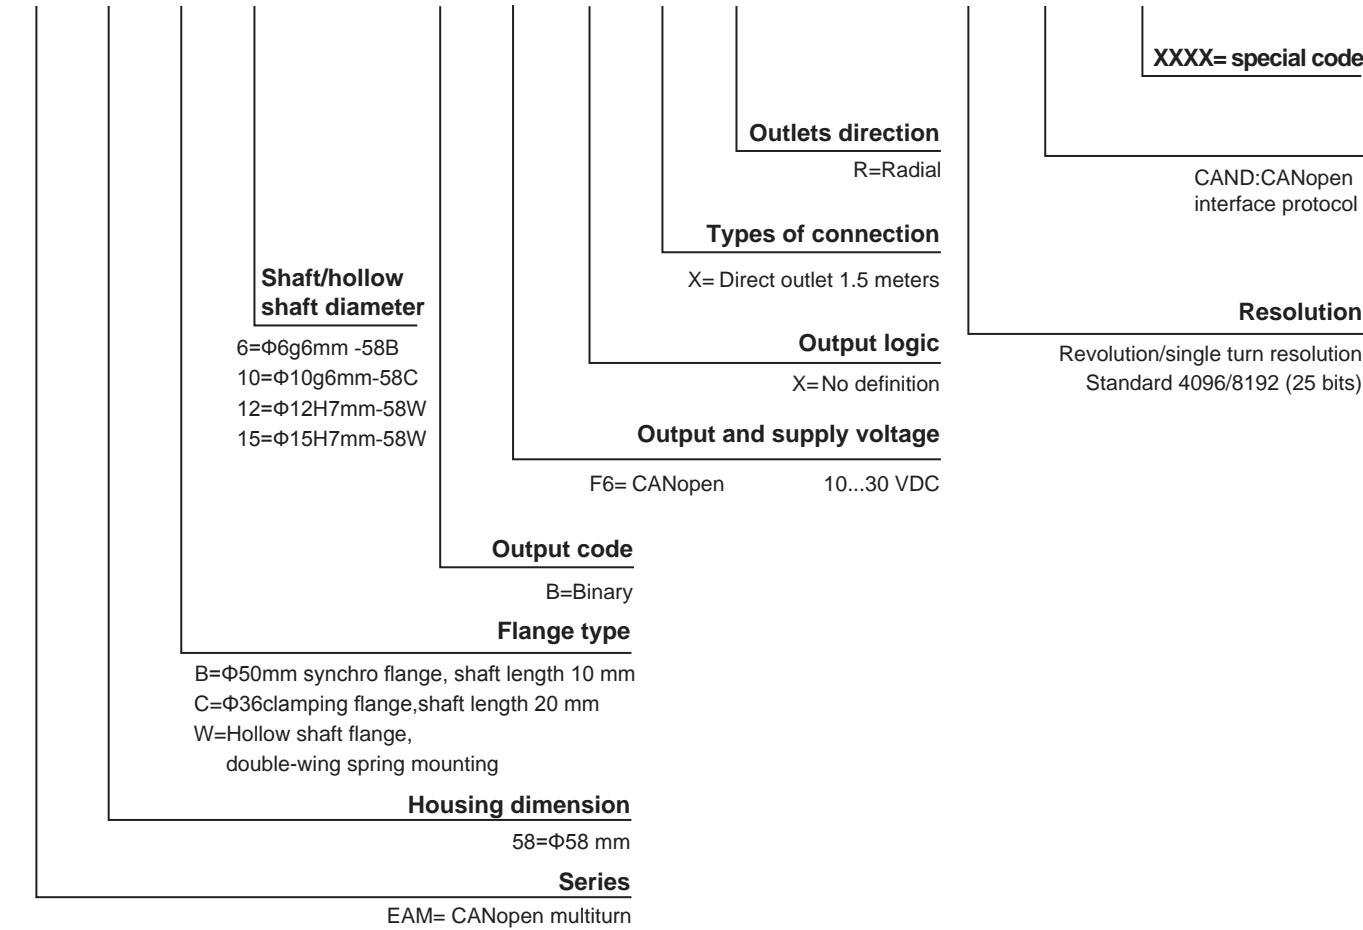 XXXX= special code
Outlets direction
R=Radial
CAND:CANopen
interface protocol
Types of connection
X= Direct outlet 1.5 meters
Shaft/hollow
shaft diameter
6=Φ6g6mm -58B
10=Φ10g6mm-58C
12=Φ12H7mm-58W
15=Φ15H7mm-58W
Resolution
Revolution/single turn resolution
Standard 4096/8192 (25 bits)
Output logic
X=No definition
Output and supply voltage
F6= CANopen 10...30 VDC
Output code
B=Binary
Flange type
B=Φ50mm synchro flange, shaft length 10 mm
C=Φ36clamping flange,shaft length 20 mm
W=Hollow shaft flange,
double-wing spring mounting
Housing dimension
58=Φ58 mm
Series
EAM= CANopen multiturn